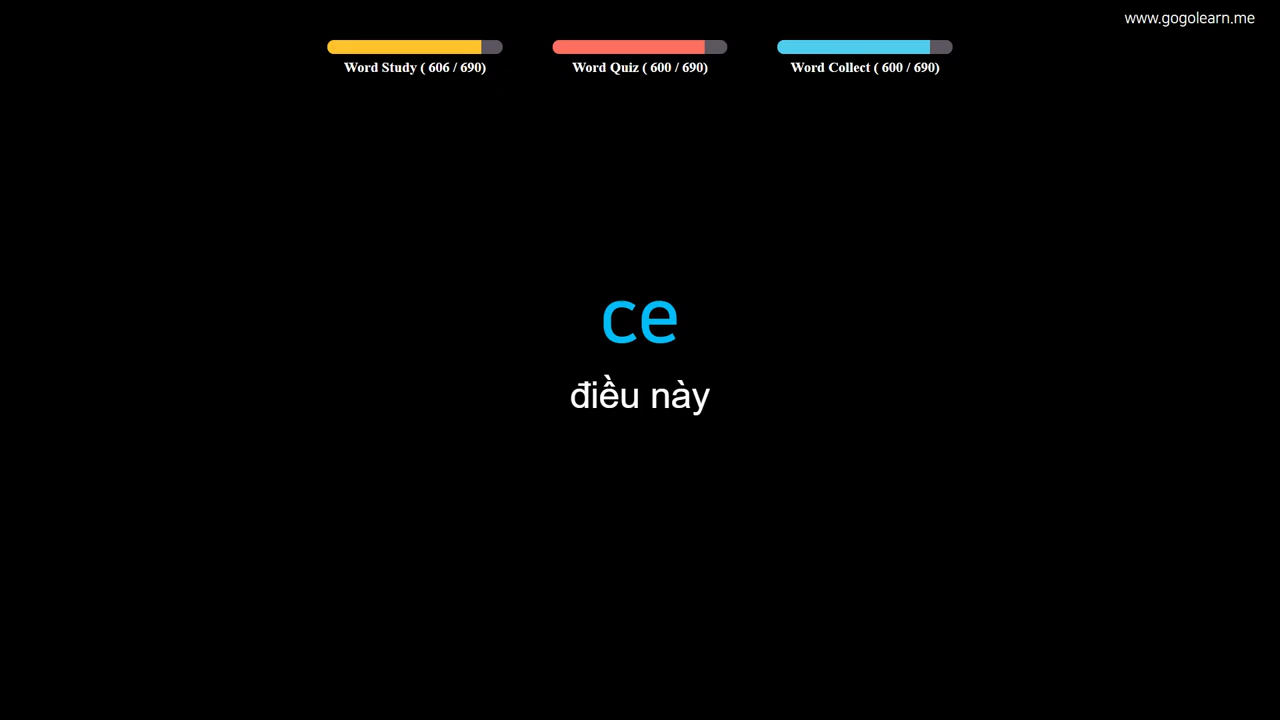 www.gogolearn.me
Word Study ( 606 / 690)
Word Quiz ( 600 / 690)
Word Collect ( 600 / 690)
ce
điều này